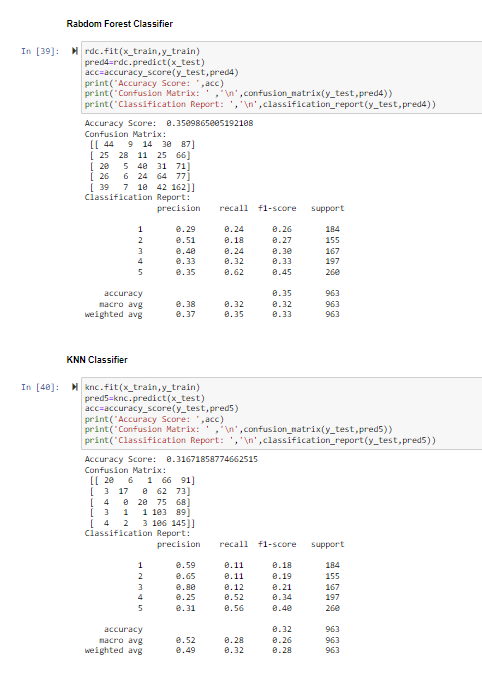 Rabdom Forest Classifier
In [39]:
rdc.fit(x_train,y_train)
pred4=rdc.predict(x_test)
acc=accuracy_score(y_test,pred4)
print('Accuracy Score: ',acc)
print('Confusion Matrix: ' ,'\n',confusion_matrix(y_test,pred4))
print('Classification Report: ','\n',classification_report(y_test,pred4))
Accuracy Score:  0.3509865005192108
Confusion Matrix:
[[ 44   9  14  30  87]
[ 25  28  11  25  66]
[ 20   5  40  31  71]
[ 26   6  24  64  77]
[ 39   7  10  42 162]]
Classification Report:
precision    recall  f1-score   support
1       0.29      0.24      0.26       184
2       0.51      0.18      0.27       155
3       0.40      0.24      0.30       167
4       0.33      0.32      0.33       197
5       0.35      0.62      0.45       260
accuracy                           0.35       963
macro avg       0.38      0.32      0.32       963
weighted avg       0.37      0.35      0.33       963
KNN Classifier
In [40]:
knc.fit(x_train,y_train)
pred5=knc.predict(x_test)
acc=accuracy_score(y_test,pred5)
print('Accuracy Score: ',acc)
print('Confusion Matrix: ' ,'\n',confusion_matrix(y_test,pred5))
print('Classification Report: ','\n',classification_report(y_test,pred5))
Accuracy Score:  0.31671858774662515
Confusion Matrix:
[[ 20   6   1  66  91]
[  3  17   0  62  73]
[  4   0  20  75  68]
[  3   1   1 103  89]
[  4   2   3 106 145]]
Classification Report:
precision    recall  f1-score   support
1       0.59      0.11      0.18       184
2       0.65      0.11      0.19       155
3       0.80      0.12      0.21       167
4       0.25      0.52      0.34       197
5       0.31      0.56      0.40       260
accuracy                           0.32       963
macro avg       0.52      0.28      0.26       963
weighted avg       0.49      0.32      0.28       963